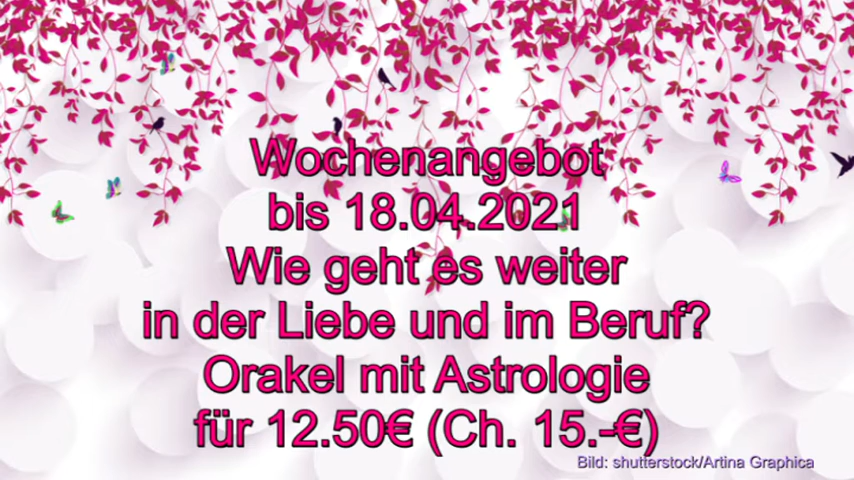 Wochenangebot
bis 18.04.2021
Wie geht es weiter
in der Liebe und im Beruf?
Orakel mit Astrologie
für 12.50€ (Ch. 15.-€)
Bild: shutterstock/Artina Graphica